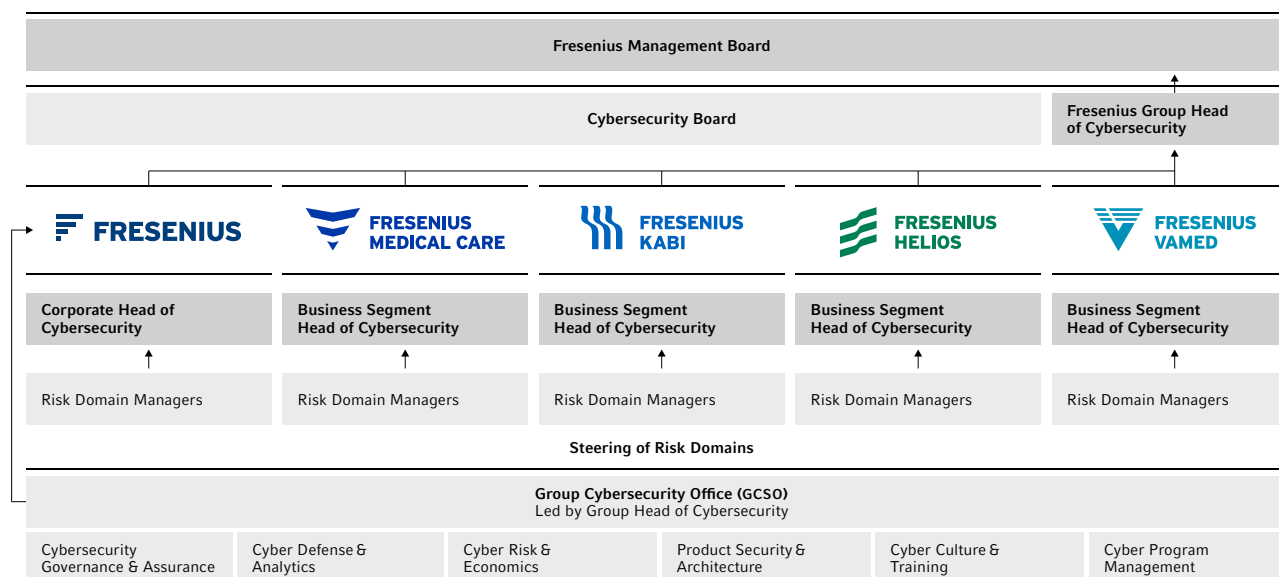 Fresenius Management Board
Cybersecurity Board
Fresenius Group Head
of Cybersecurity
FRESENIUS
FRESENIUS
MEDICAL CARE
FRESENIUS
KABI
FRESENIUS
HELIOS
FRESENIUS
VAMED
Corporate Head of
Cybersecurity
Business Segment
Head of Cybersecurity
Business Segment
Head of Cybersecurity
Business Segment
Head of Cybersecurity
Business Segment
Head of Cybersecurity
Risk Domain Managers
Risk Domain Managers
Risk Domain Managers
Risk Domain Managers
Risk Domain Managers
Steering of Risk Domains
Group Cybersecurity Office (GCSO)
Led by Group Head of Cybersecurity
Cybersecurity
Governance & Assurance
Cyber Defense &
Analytics
Cyber Risk &
Economics
Product Security &
Architecture
Cyber Culture &
Training
Cyber Program
Management